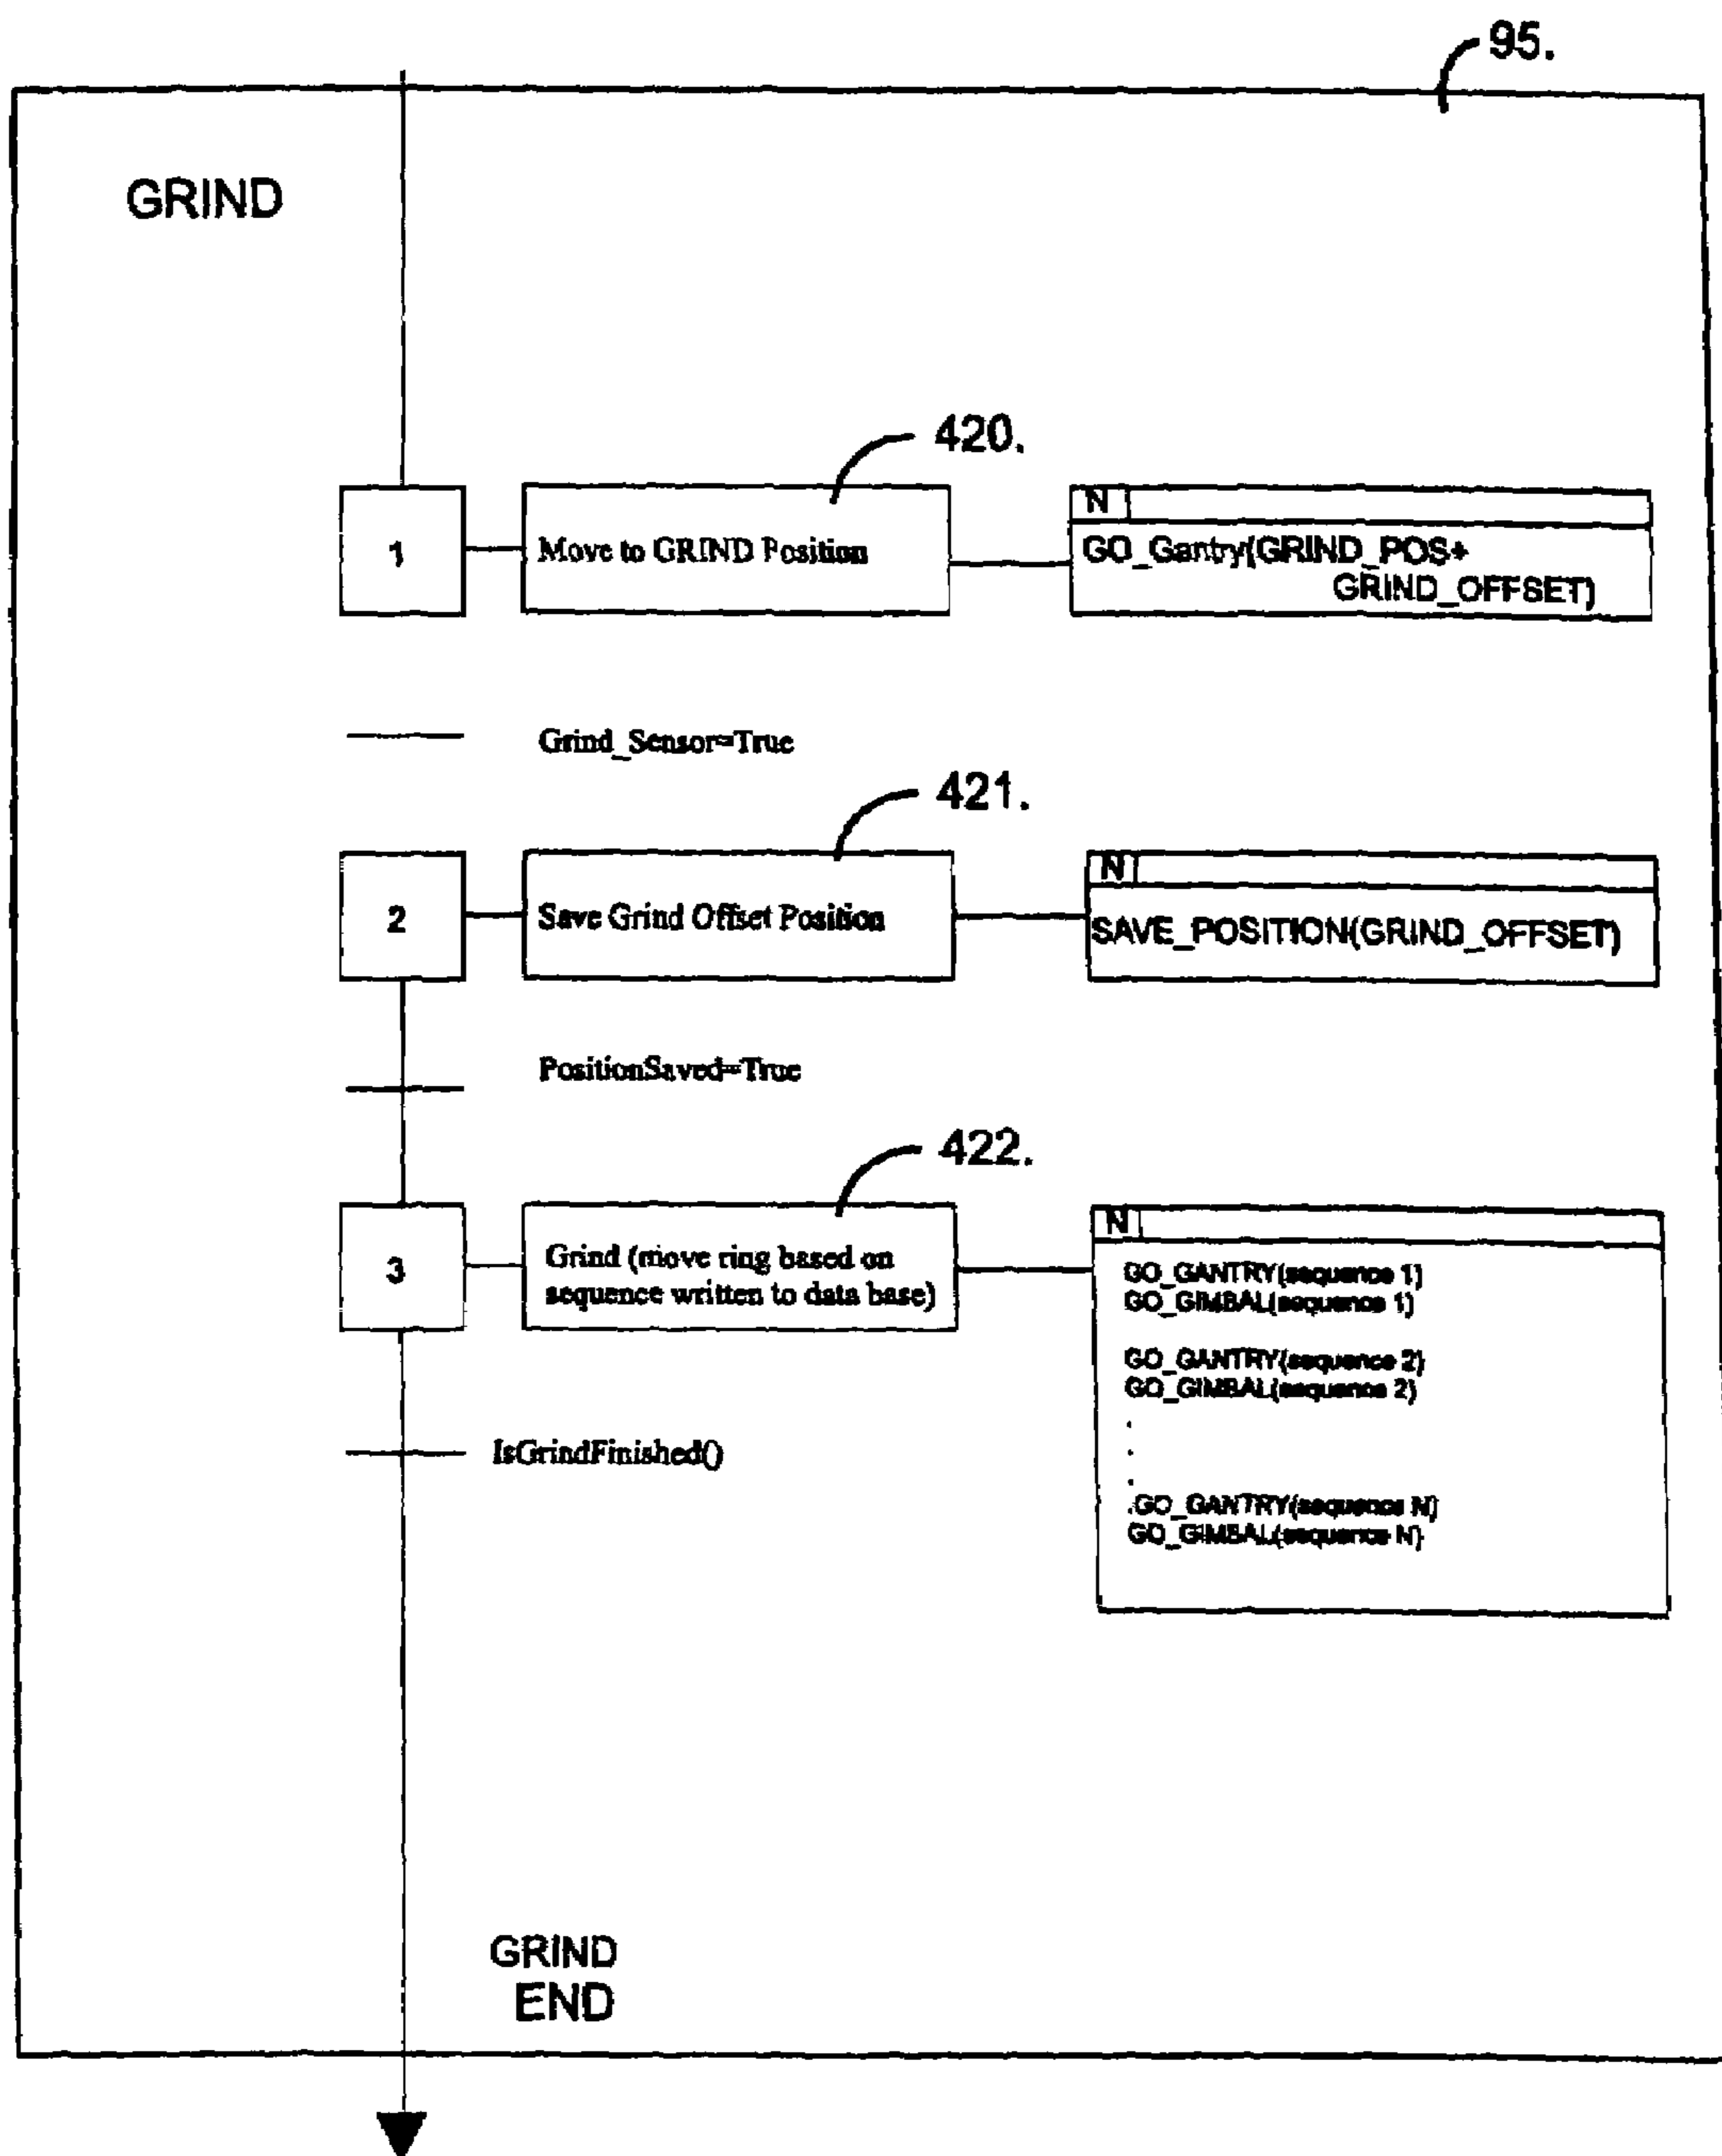 95.
GRIND
420.
1
Move to GRIND Position
N
GO_Gantry(GRIND_POS+
GRIND_OFFSET)
Grind_Sensor=True
421.
2
Save Grind Offset Position
N
SAVE_POSITION(GRIND_OFFSET)
PositionSaved=True
422.
3
Grind (move ring based on
sequence written to data base)
N
GO_GANTRY(sequence 1)
GO_GIMBAL(sequence 1)
GO_GANTRY(sequence 2)
GO_GIMBAL(sequence 2)
.
.
.
.GO_GANTRY(sequence N)
GO_GIMBAL(sequence N)
IsGrindFinished()
GRIND
END